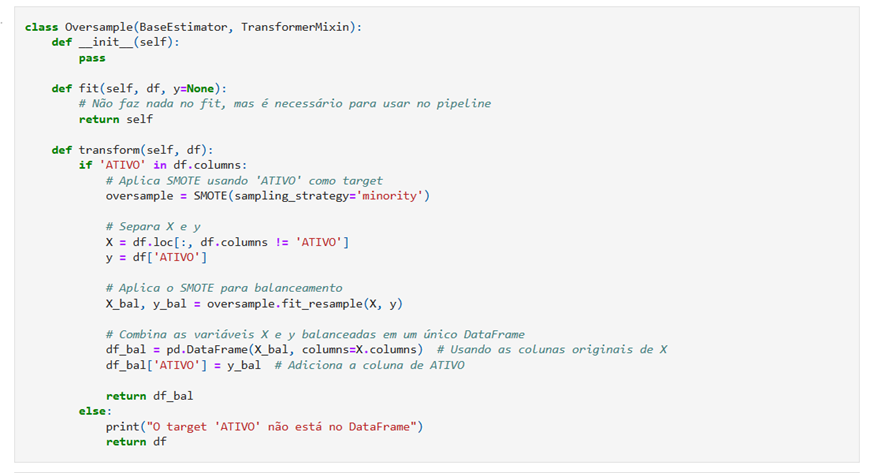 class Oversample(BaseEstimator, TransformerMixin):
    def __init__(self):
        pass

    def fit(self, df, y=None):
        # Não faz nada no fit, mas é necessário para usar no pipeline
        return self

    def transform(self, df):
        if 'ATIVO' in df.columns:
            # Aplica SMOTE usando 'ATIVO' como target
            oversample = SMOTE(sampling_strategy='minority')

            # Separa X e y
            X = df.loc[:, df.columns != 'ATIVO']
            y = df['ATIVO']

            # Aplica o SMOTE para balanceamento
            X_bal, y_bal = oversample.fit_resample(X, y)

            # Combina as variáveis X e y balanceadas em um único DataFrame
            df_bal = pd.DataFrame(X_bal, columns=X.columns)  # Usando as colunas originais de X
            df_bal['ATIVO'] = y_bal  # Adiciona a coluna de ATIVO

            return df_bal
        else:
            print("O target 'ATIVO' não está no DataFrame")
            return df